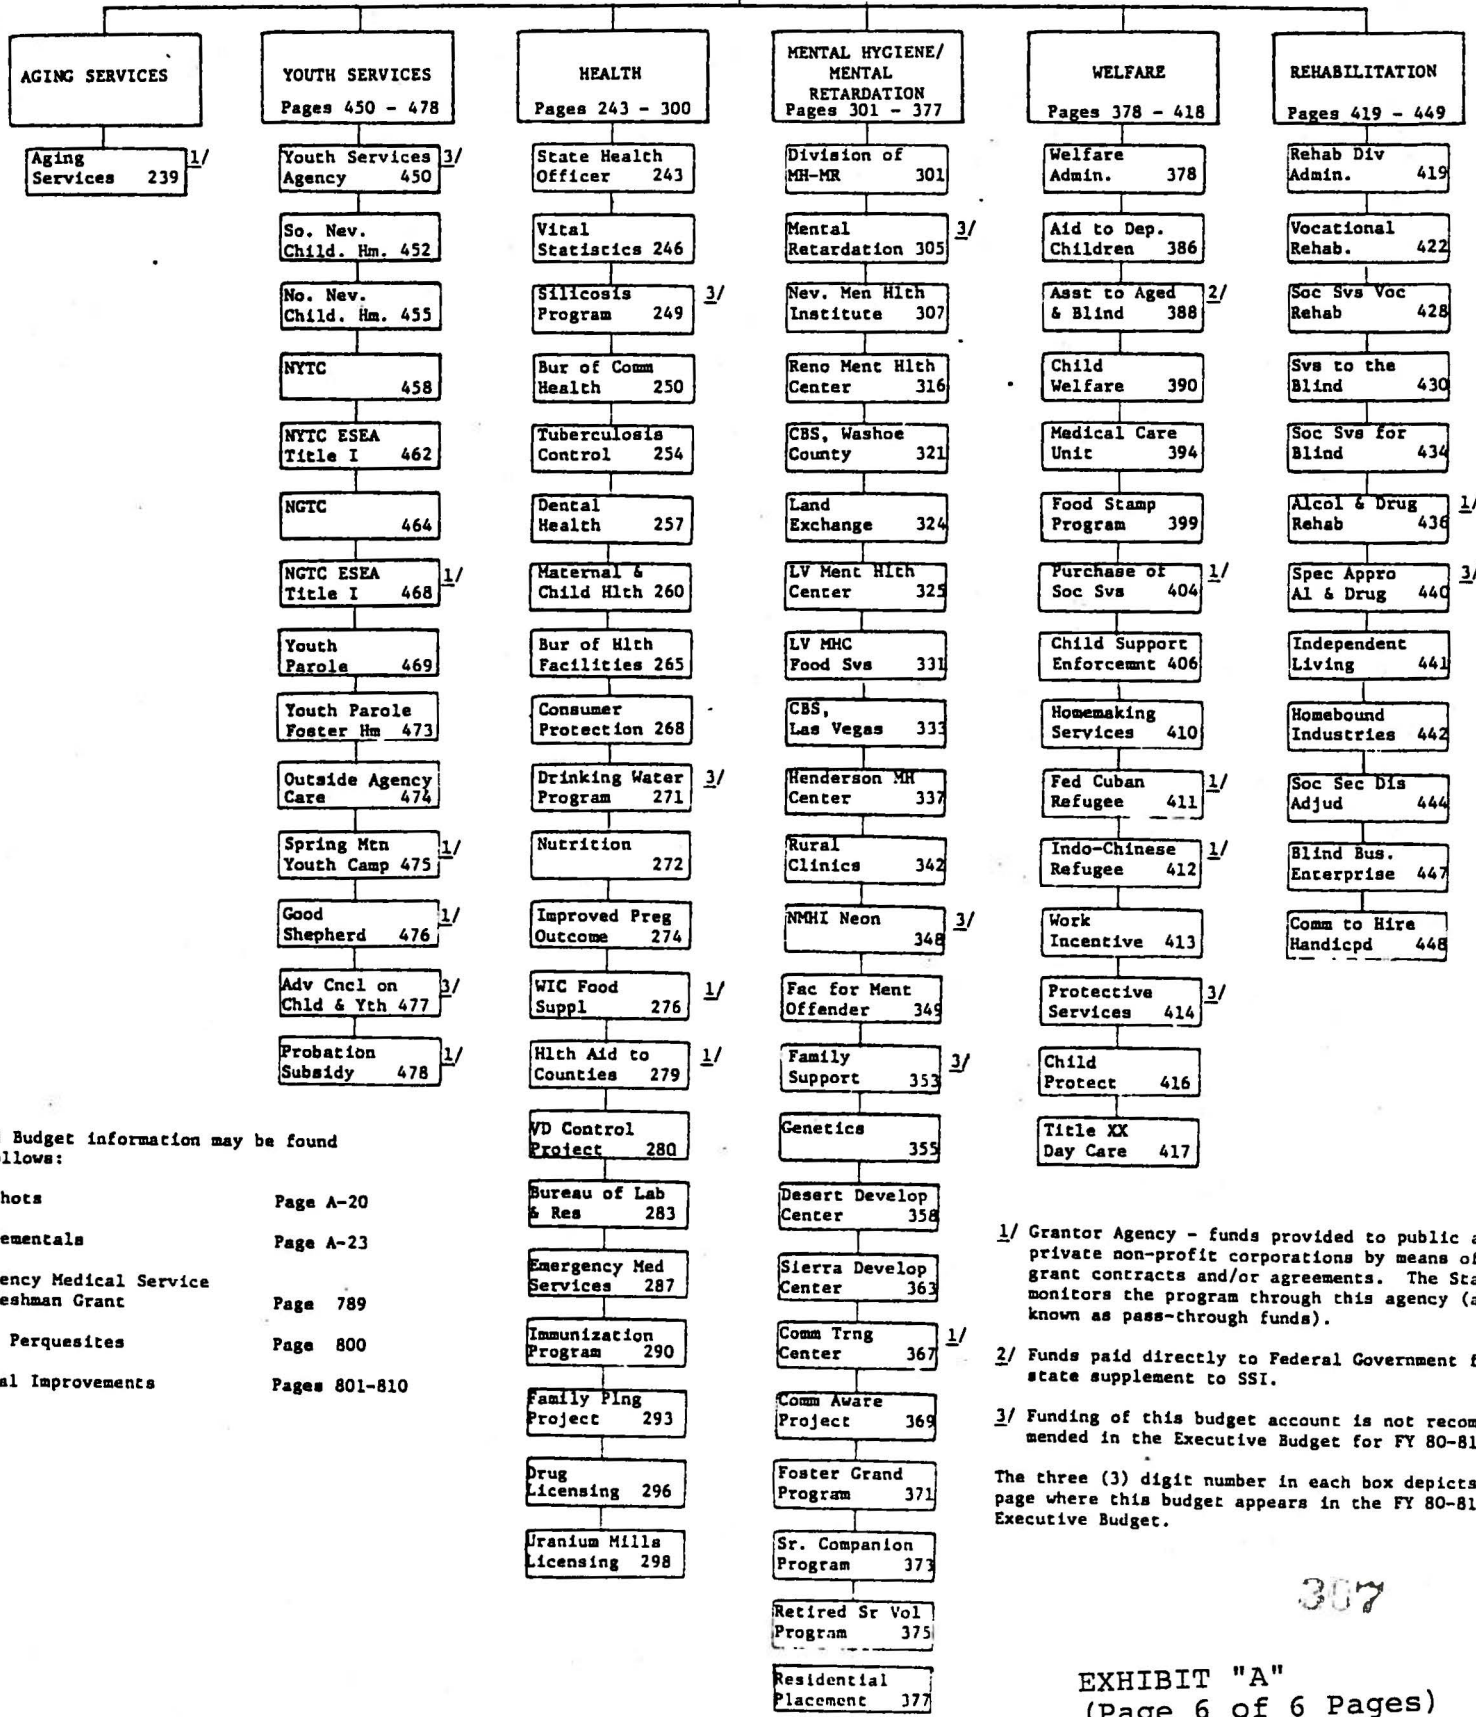 AGING SERVICES
Aging 1/
Services 239
YOUTH SERVICES
Pages 450 - 478
Youth Services 3/
Agency 450
So. Nev.
Child. Hm. 452
No. Nev.
Child. Hm. 455
NYTC
458
NYTC ESEA
Title I 462
NGTC
464
NGTC ESEA 1/
Title I 468
Youth
Parole 469
Youth Parole
Foster Hm 473
Outside Agency
Care 474
Spring Mtn 1/
Youth Camp 475
Good 1/
Shepherd 476
Adv Cncl on 3/
Chld & Yth 477
Probation 1/
Subsidy 478
HEALTH
Pages 243 - 300
State Health
Officer 243
Vital
Statistics 246
Silicosis 3/
Program 249
Bur of Comm
Health 250
Tuberculosis
Control 254
Dental
Health 257
Maternal &
Child Hlth 260
Bur of Hlth
Facilities 265
Consumer
Protection 268
Drinking Water 3/
Program 271
Nutrition
272
Improved Preg
Outcome 274
WIC Food 1/
Suppl 276
Hlth Aid to 1/
Counties 279
VD Control
Project 280
Bureau of Lab
& Res 283
Emergency Med
Services 287
Immunization
Program 290
Family Plng
Project 293
Drug
Licensing 296
Uranium Mills
Licensing 298
MENTAL HYGIENE/
MENTAL
RETARDATION
Pages 301 - 377
Division of
MH-MR 301
Mental 3/
Retardation 305
Nev. Men Hlth
Institute 307
Reno Ment Hlth
Center 316
CBS, Washoe
County 321
Land
Exchange 324
LV Ment Hlth
Center 325
LV MHC
Food Svs 331
CBS,
Las Vegas 333
Henderson MH
Center 337
Rural
Clinics 342
NMHI Neon 3/
348
Fac for Ment
Offender 349
Family 3/
Support 353
Genetics
355
Desert Develop
Center 358
Sierra Develop
Center 363
Comm Trng 1/
Center 367
Comm Aware
Project 369
Foster Grand
Program 371
Sr. Companion
Program 373
Retired Sr Vol
Program 375
Residential
Placement 377
WELFARE
Pages 378 - 418
Welfare
Admin. 378
Aid to Dep.
Children 386
Asst to Aged 2/
& Blind 388
Child
Welfare 390
Medical Care
Unit 394
Food Stamp
Program 399
Purchase of 1/
Soc Svs 404
Child Support
Enforcemnt 406
Homemaking
Services 410
Fed Cuban 1/
Refugee 411
Indo-Chinese 1/
Refugee 412
Work
Incentive 413
Protective 3/
Services 414
Child
Protect 416
Title XX
Day Care 417
REHABILITATION
Pages 419 - 449
Rehab Div
Admin. 419
Vocational
Rehab. 422
Soc Svs Voc
Rehab 428
Svs to the
Blind 430
Soc Svs for
Blind 434
Alcol & Drug 1/
Rehab 436
Spec Appro 3/
Al & Drug 440
Independent
Living 441
Homebound
Industries 442
Soc Sec Dis
Adjud 444
Blind Bus.
Enterprise 447
Comm to Hire
Handicpd 448
Budget information may be found
llows:
hots Page A-20
ementals Page A-23
ency Medical Service
eshman Grant Page 789
Perquesites Page 800
al Improvements Pages 801-810
1/ Grantor Agency - funds provided to public a
private non-profit corporations by means of
grant contracts and/or agreements. The Sta
monitors the program through this agency (a
known as pass-through funds).
2/ Funds paid directly to Federal Government f
state supplement to SSI.
3/ Funding of this budget account is not recom
mended in the Executive Budget for FY 80-81
The three (3) digit number in each box depicts
page where this budget appears in the FY 80-81
Executive Budget.
307
EXHIBIT "A"
(Page 6 of 6 Pages)